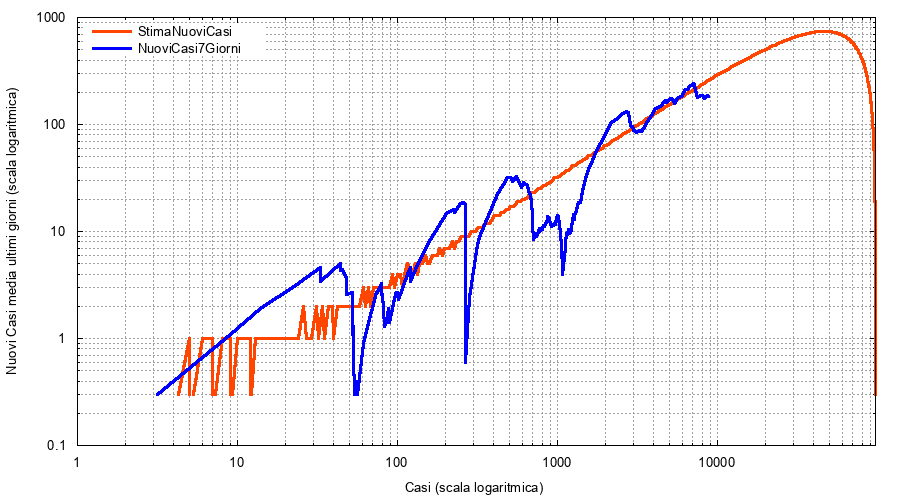 Nuovi Casi media ultimi giorni (scala logaritmica)
1000
100
10
1
0.1
StimaNuoviCasi
NuoviCasi7Giorni
1 10 100 1000 10000
Casi (scala logaritmica)